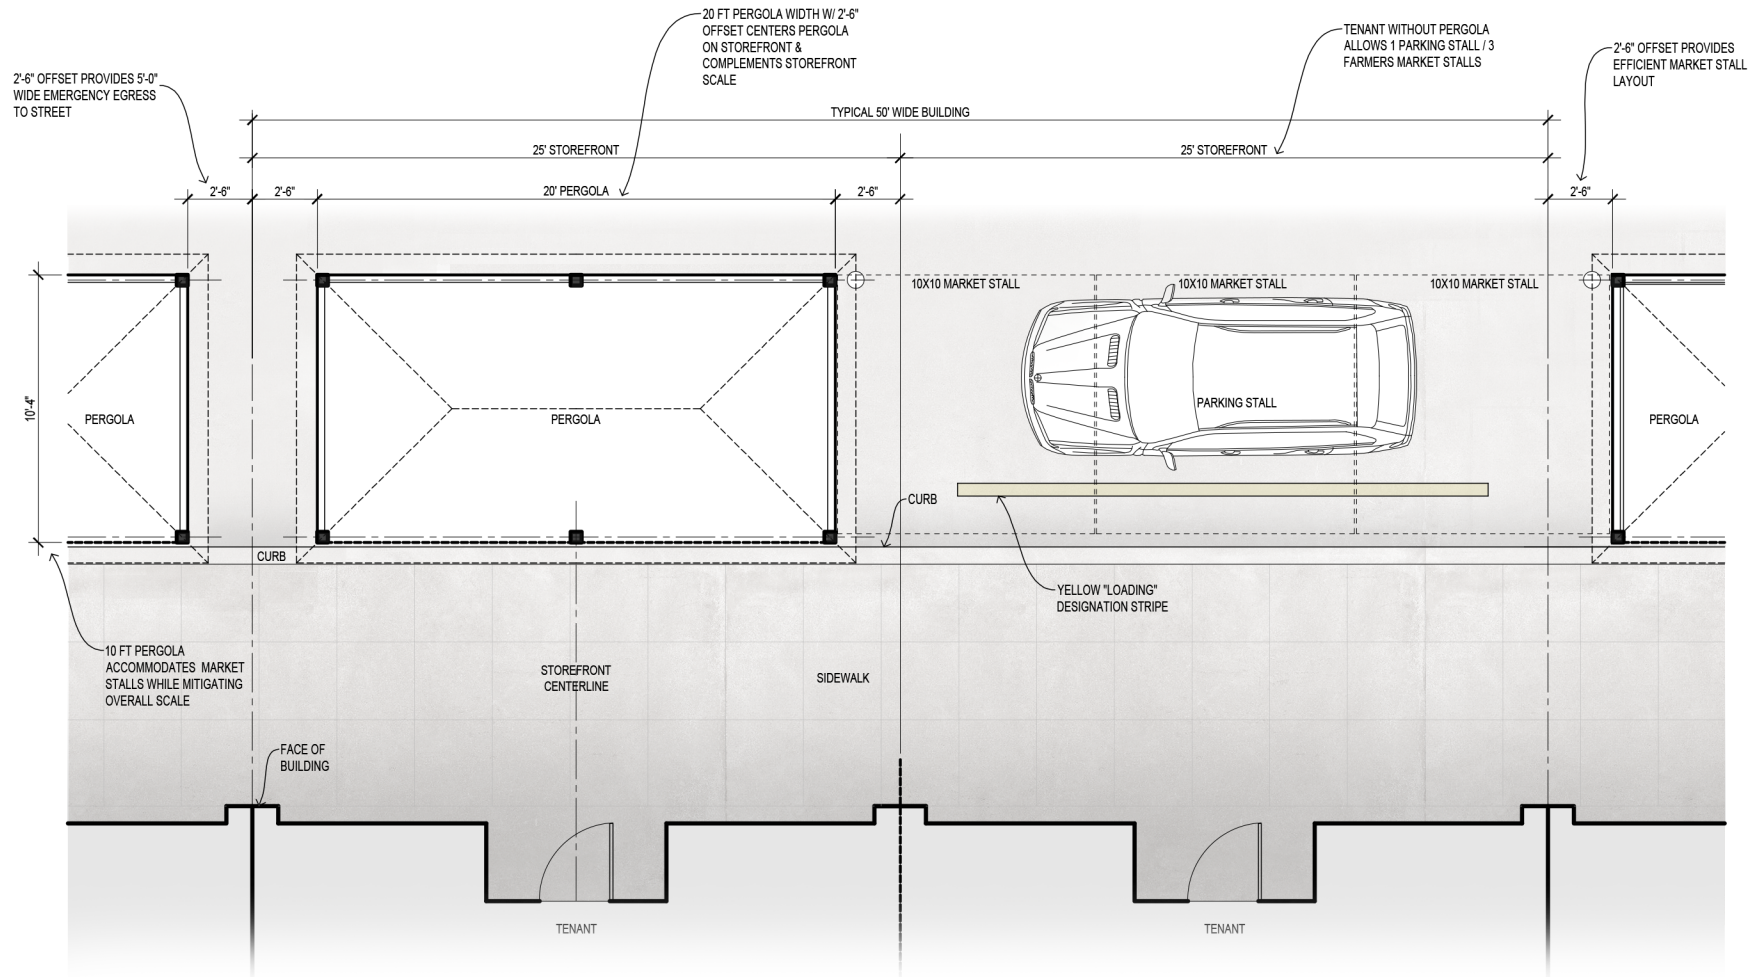 20 FT PERGOLA WIDTH W/ 2'-6"
OFFSET CENTERS PERGOLA
ON STOREFRONT &
COMPLEMENTS STOREFRONT
SCALE
TENANT WITHOUT PERGOLA
ALLOWS 1 PARKING STALL / 3
FARMERS MARKET STALLS
2'-6" OFFSET PROVIDES
EFFICIENT MARKET STALL
LAYOUT
2'-6" OFFSET PROVIDES 5'-0"
WIDE EMERGENCY EGRESS
TO STREET
TYPICAL 50' WIDE BUILDING
25' STOREFRONT
25' STOREFRONT
2'-6"
2'-6"
20' PERGOLA
2'-6"
2'-6"
10X10 MARKET STALL
10X10 MARKET STALL
10X10 MARKET STALL
10'-4"
PERGOLA
PERGOLA
PARKING STALL
PERGOLA
CURB
CURB
YELLOW "LOADING"
DESIGNATION STRIPE
10 FT PERGOLA
ACCOMMODATES MARKET
STALLS WHILE MITIGATING
OVERALL SCALE
STOREFRONT
CENTERLINE
SIDEWALK
FACE OF
BUILDING
TENANT
TENANT